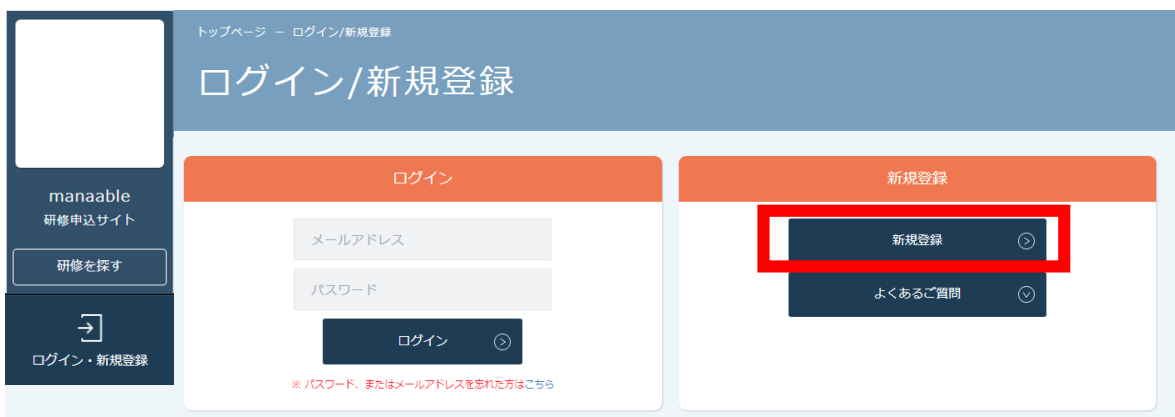 トップページ － ログイン/新規登録
ログイン/新規登録
manaable
研修申込サイト
研修を探す
ログイン・新規登録
ログイン
メールアドレス
パスワード
ログイン
※ パスワード、またはメールアドレスを忘れた方はこちら
新規登録
新規登録
よくあるご質問